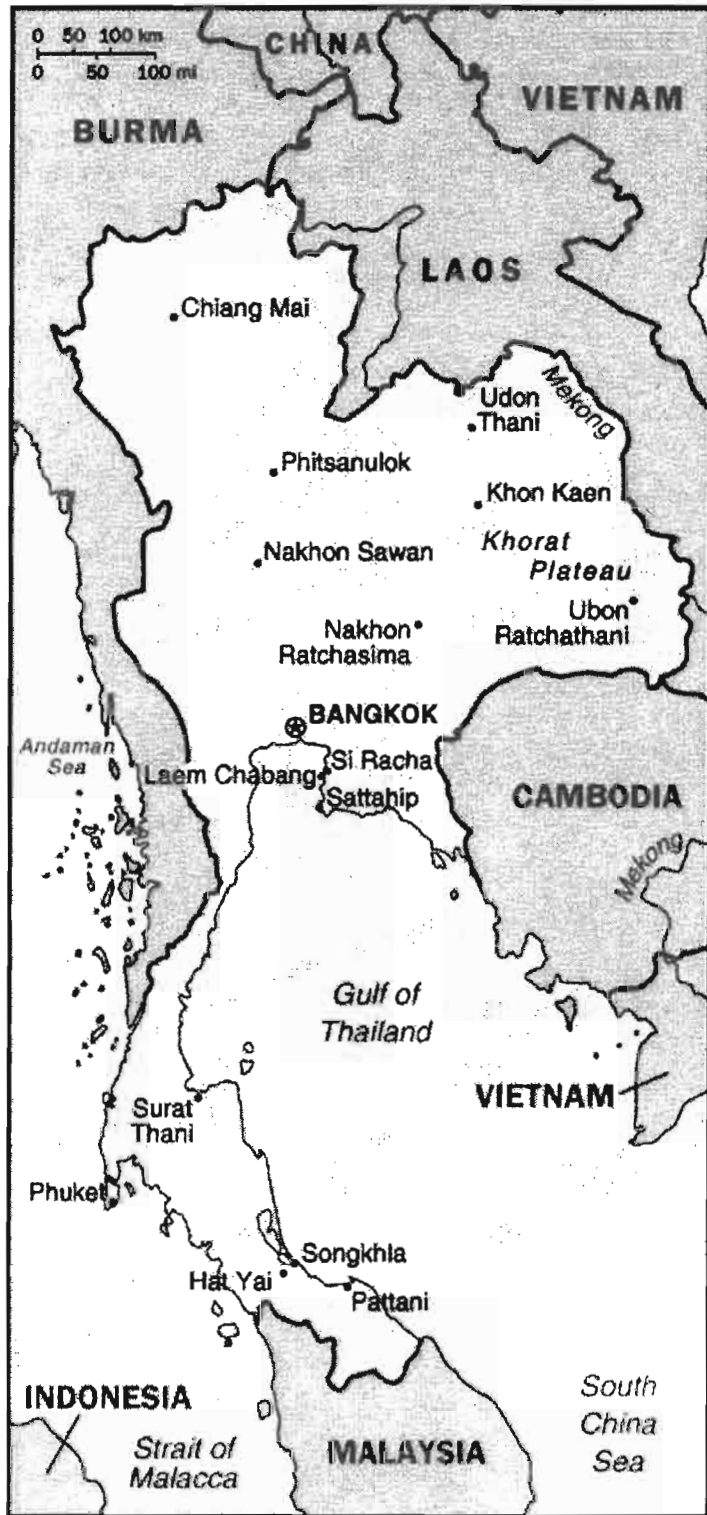 0 50 100 km
0 50 100 mi
CHINA
VIETNAM
BURMA
LAOS
Chiang Mai
Mekong
Udon
Thani
Phitsanulok
Khon Kaen
Khorat
Plateau
Nakhon Sawan
Ubon
Ratchathani
Nakhon
Ratchasima
BANGKOK
Andaman
Sea
Si Racha
Laem Chabang
Sattahip
CAMBODIA
Mekong
Gulf of
Thailand
VIETNAM
Surat
Thani
Phuket
Songkhla
Hat Yai
Pattani
INDONESIA
South
China
Sea
Strait of
Malacca
MALAYSIA